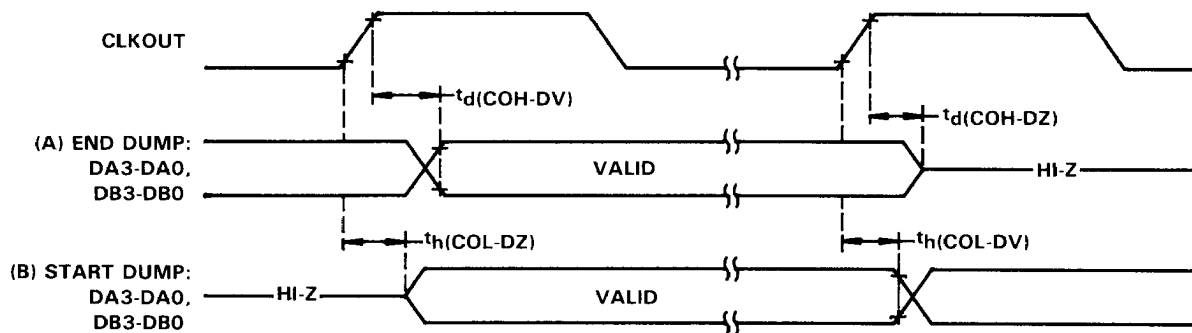 CLKOUT
td(COH-DV)
td(COH-DZ)
(A) END DUMP:
DA3-DA0,
DB3-DB0
VALID
HI-Z
th(COL-DZ)
th(COL-DV)
(B) START DUMP:
DA3-DA0,
DB3-DB0
HI-Z
VALID